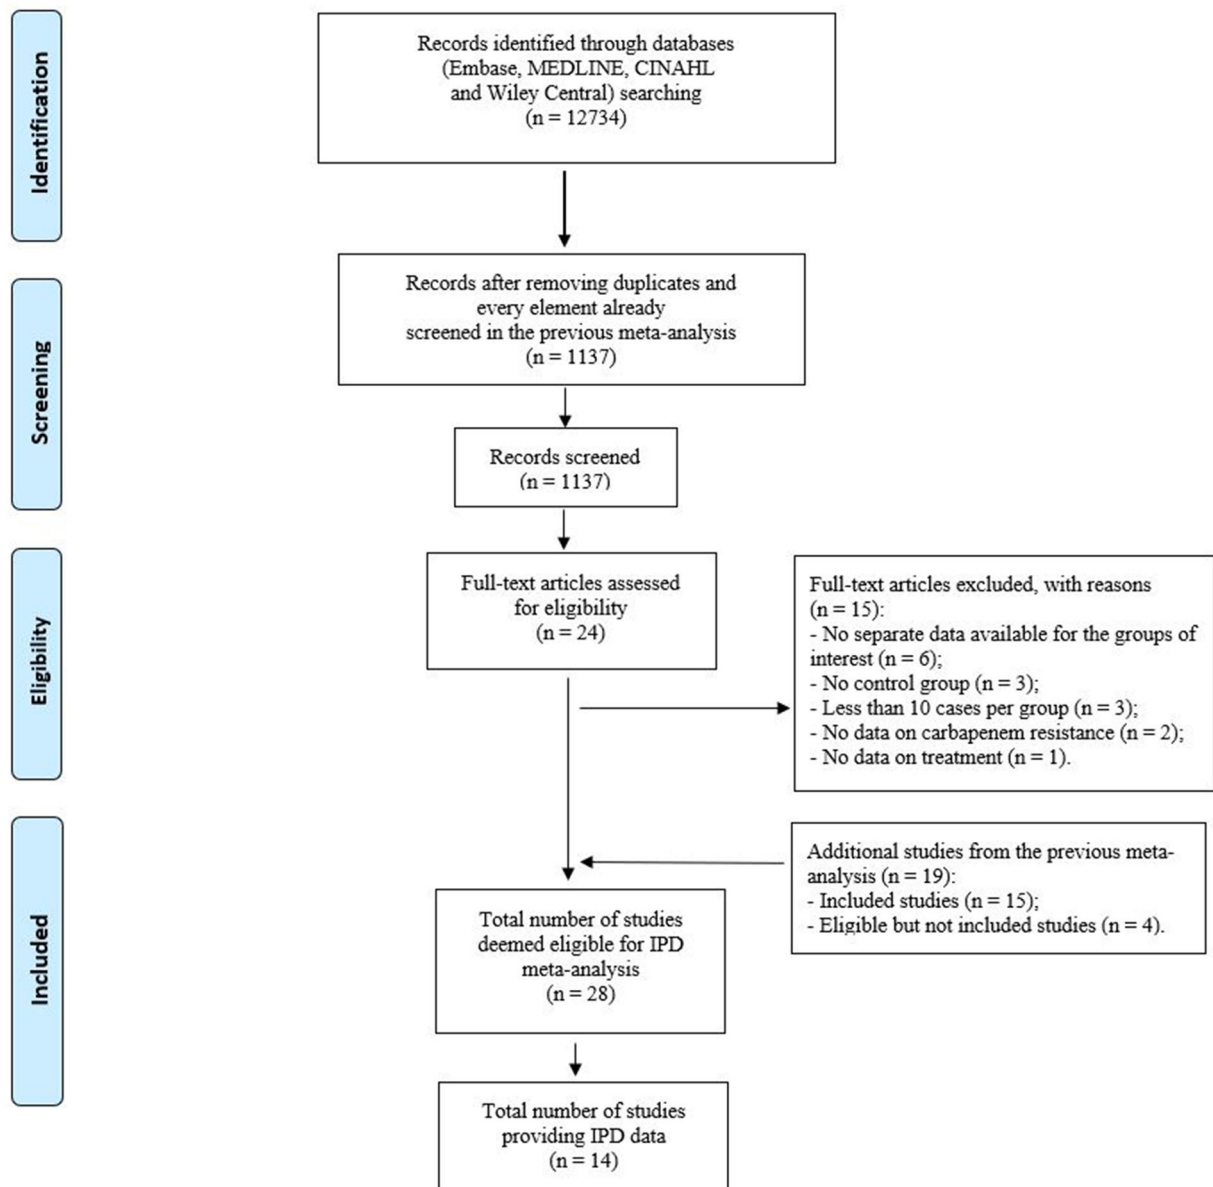 Identification
Records identified through databases
(Embase, MEDLINE, CINAHL
and Wiley Central) searching
(n = 12734)
Screening
Records after removing duplicates and
every element already
screened in the previous meta-analysis
(n = 1137)
Records screened
(n = 1137)
Eligibility
Full-text articles assessed
for eligibility
(n = 24)
Full-text articles excluded, with reasons
(n = 15):
- No separate data available for the groups of
interest (n = 6);
- No control group (n = 3);
- Less than 10 cases per group (n = 3);
- No data on carbapenem resistance (n = 2);
- No data on treatment (n = 1).
Included
Additional studies from the previous meta-
analysis (n = 19):
- Included studies (n = 15);
- Eligible but not included studies (n = 4).
Total number of studies
deemed eligible for IPD
meta-analysis
(n = 28)
Total number of studies
providing IPD data
(n = 14)